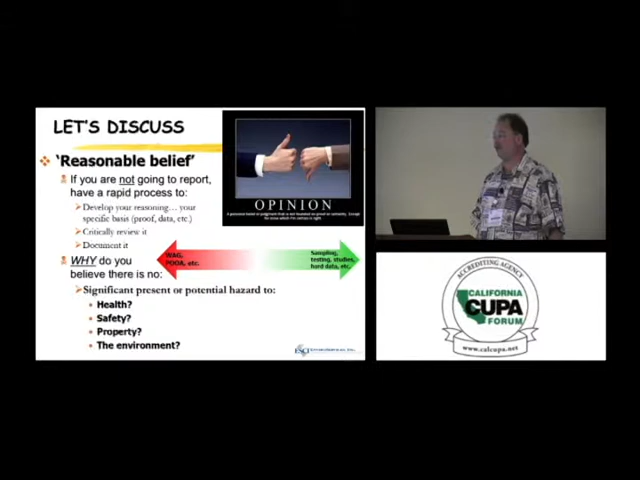 LET'S DISCUSS
'Reasonable belief'
If you are not going to report,
have a rapid process to:
Develop your reasoning… your
specific basis (proof, data, etc.)
Critically review it
Document it
WHY do you
believe there is no:
Significant present or potential hazard to:
Health?
Safety?
Property?
The environment?
OPINION
WAG,
POOA, etc.
Sampling,
testing, studies,
hard data, etc.
ACCREDITING AGENCY
CALIFORNIA
CUPA
FORUM
www.calcupa.net